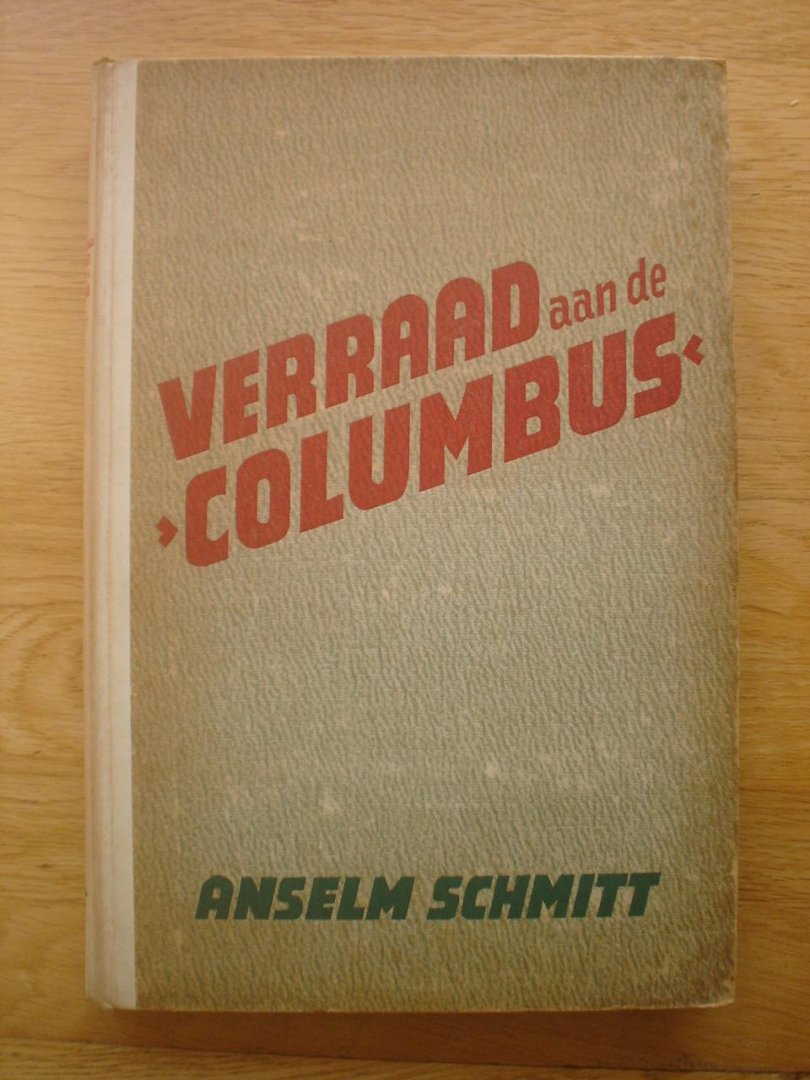 VERRAAD aan de
›COLUMBUS‹
ANSELM SCHMITT